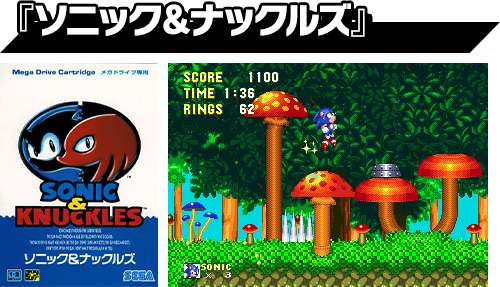 『ソニック&ナックルズ』
Mega Drive Cartridge メガドライブ専用
SONIC
&
KNUCKLES™
ソニック&ナックルズ
SEGA
SCORE 1100
TIME 1:36
RINGS 62
SONIC
× 3